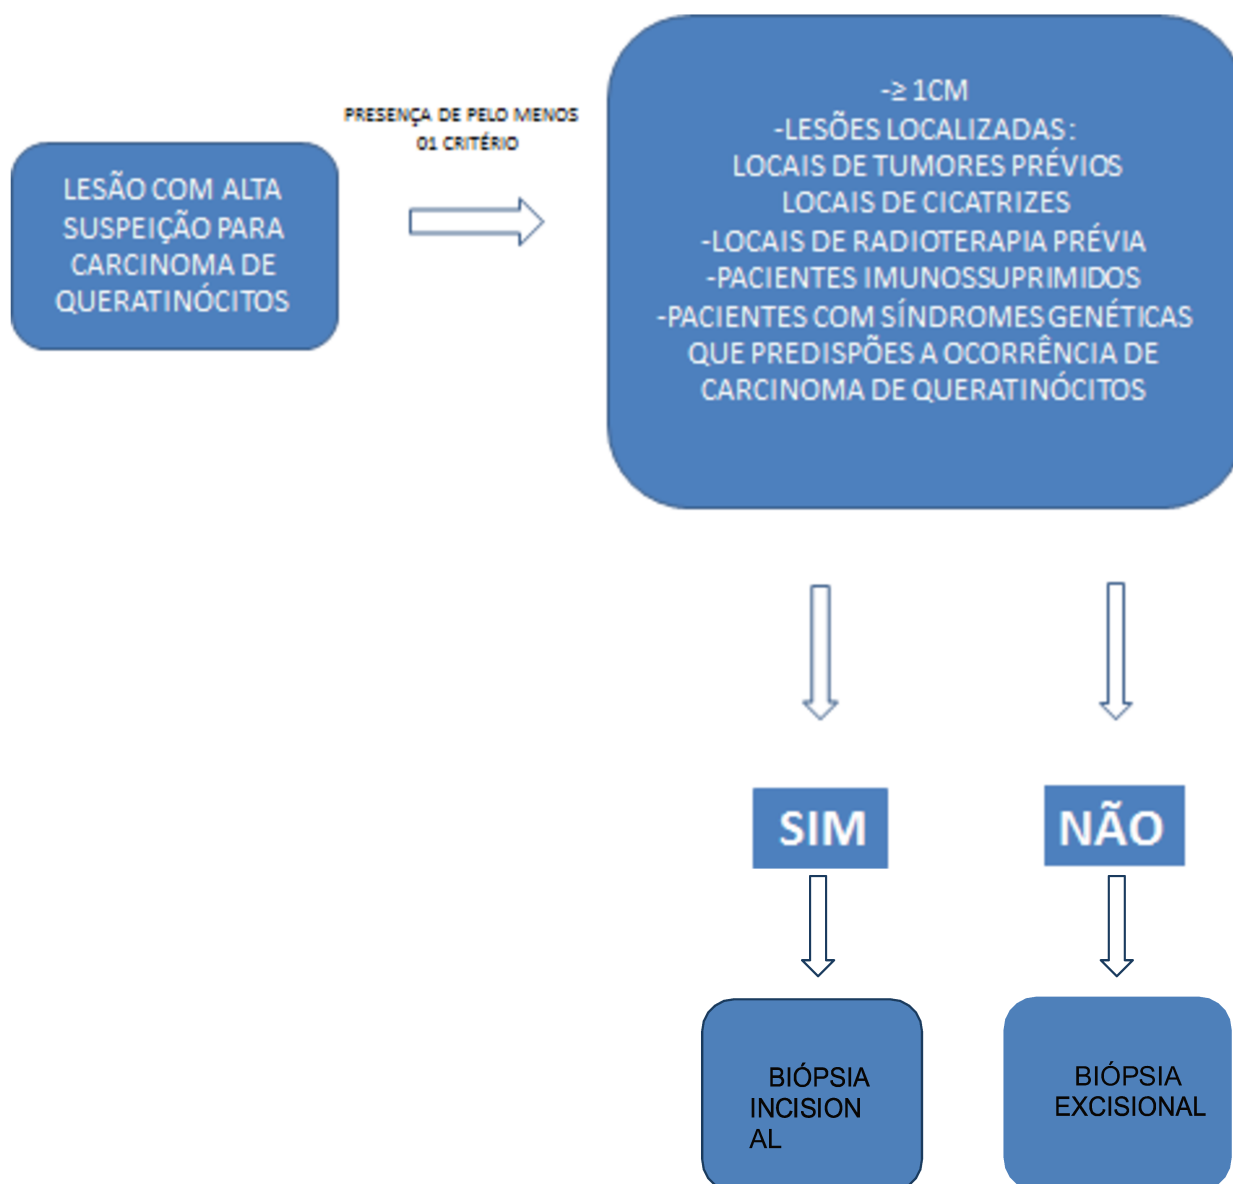 LESÃO COM ALTA
SUSPEIÇÃO PARA
CARCINOMA DE
QUERATINÓCITOS
PRESENÇA DE PELO MENOS
01 CRITÉRIO
-≥ 1CM
-LESÕES LOCALIZADAS:
LOCAIS DE TUMORES PRÉVIOS
LOCAIS DE CICATRIZES
-LOCAIS DE RADIOTERAPIA PRÉVIA
-PACIENTES IMUNOSSUPRIMIDOS
-PACIENTES COM SÍNDROMES GENÉTICAS
QUE PREDISPÕES A OCORRÊNCIA DE
CARCINOMA DE QUERATINÓCITOS
SIM
NÃO
BIÓPSIA
INCISION
AL
BIÓPSIA
EXCISIONAL